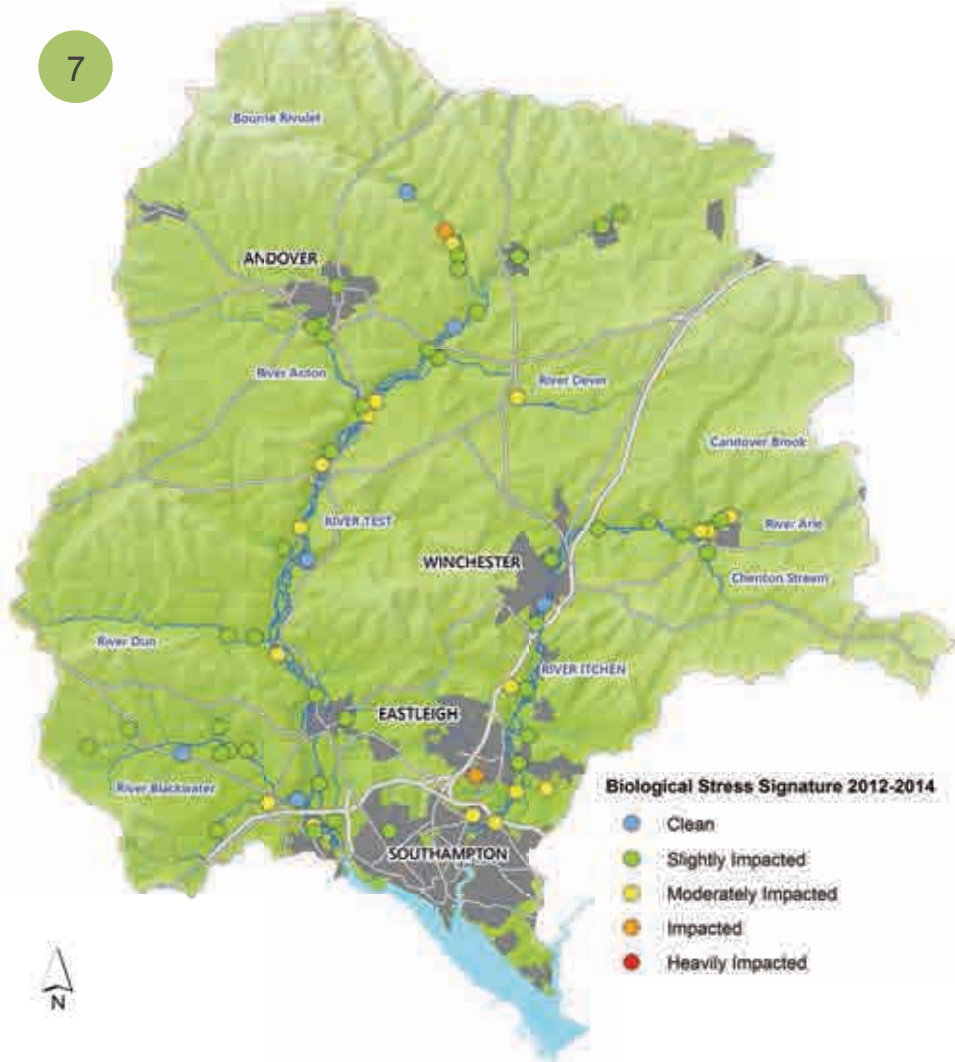 7
Bourne Rivulet
ANDOVER
River Anton
River Dever
Candover Brook
RIVER TEST
River Arle
WINCHESTER
Cheriton Stream
River Dun
RIVER ITCHEN
EASTLEIGH
River Blackwater
SOUTHAMPTON
Biological Stress Signature 2012-2014
Clean
Slightly Impacted
Moderately Impacted
Impacted
Heavily Impacted
N